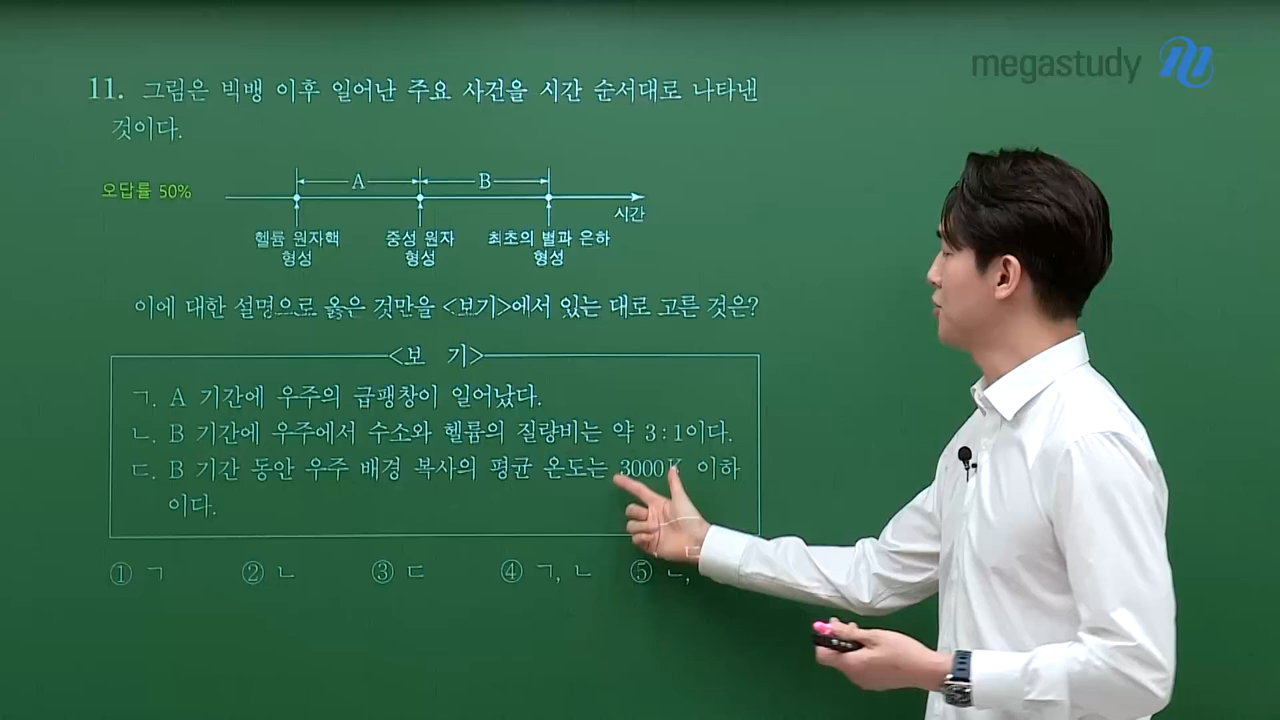 megastudy
11. 그림은 빅뱅 이후 일어난 주요 사건을 시간 순서대로 나타낸
것이다.
오답률 50%
A B
시간
헬륨 원자핵 형성
중성 원자 형성
최초의 별과 은하 형성
이에 대한 설명으로 옳은 것만을 <보기>에서 있는 대로 고른 것은?
<보 기>
ㄱ. A 기간에 우주의 급팽창이 일어났다.
ㄴ. B 기간에 우주에서 수소와 헬륨의 질량비는 약 3:1이다.
ㄷ. B 기간 동안 우주 배경 복사의 평균 온도는 3000K 이하
이다.
① ㄱ ② ㄴ ③ ㄷ ④ ㄱ, ㄴ ⑤ ㄴ,